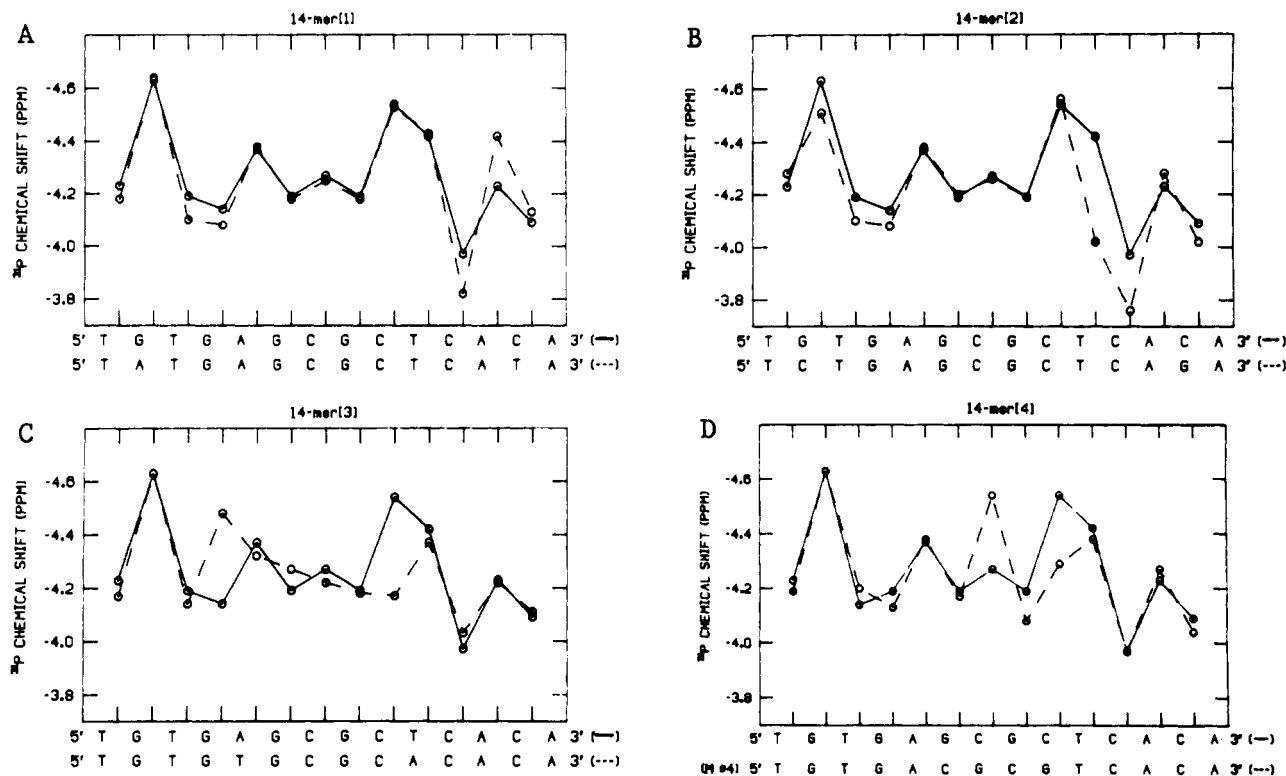 A
14-mer[1]
³¹P CHEMICAL SHIFT (PPM)
-4.6
-4.4
-4.2
-4.0
-3.8
5' T G T G A G C G C T C A C A 3' (—)
5' T A T G A G C G C T C A T A 3' (---)
B
14-mer[2]
³¹P CHEMICAL SHIFT (PPM)
-4.6
-4.4
-4.2
-4.0
-3.8
5' T G T G A G C G C T C A C A 3' (—)
5' T C T G A G C G C T C A G A 3' (---)
C
14-mer[3]
³¹P CHEMICAL SHIFT (PPM)
-4.6
-4.4
-4.2
-4.0
-3.8
5' T G T G A G C G C T C A C A 3' (—)
5' T G T G T G C G C A C A C A 3' (---)
D
14-mer[4]
³¹P CHEMICAL SHIFT (PPM)
-4.6
-4.4
-4.2
-4.0
-3.8
5' T G T G A G C G C T C A C A 3' (—)
(M #4) 5' T G T G A C G C G T C A C A 3' (---)